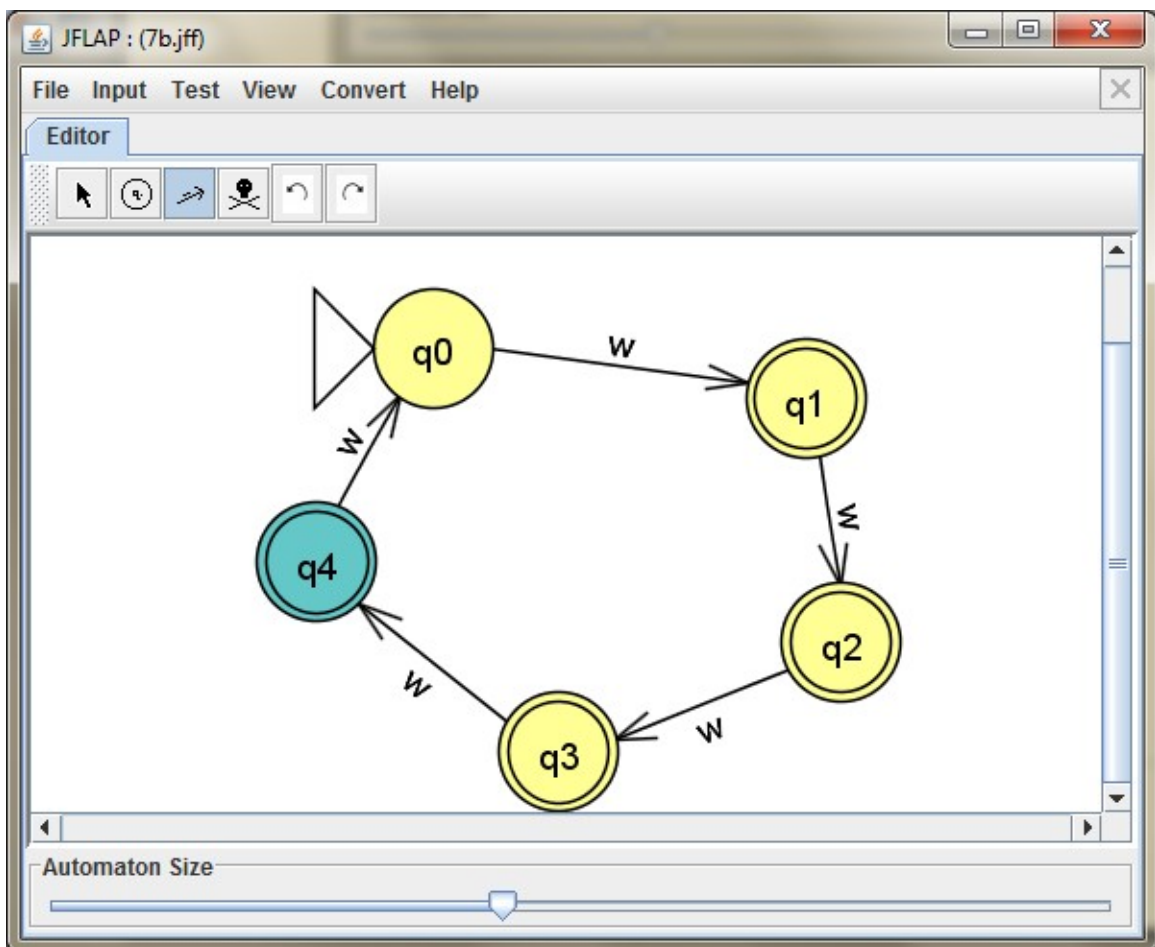 JFLAP : (7b.jff)
File Input Test View Convert Help
Editor
q0
w
q1
w
w
q4
w
q2
w
q3
Automaton Size